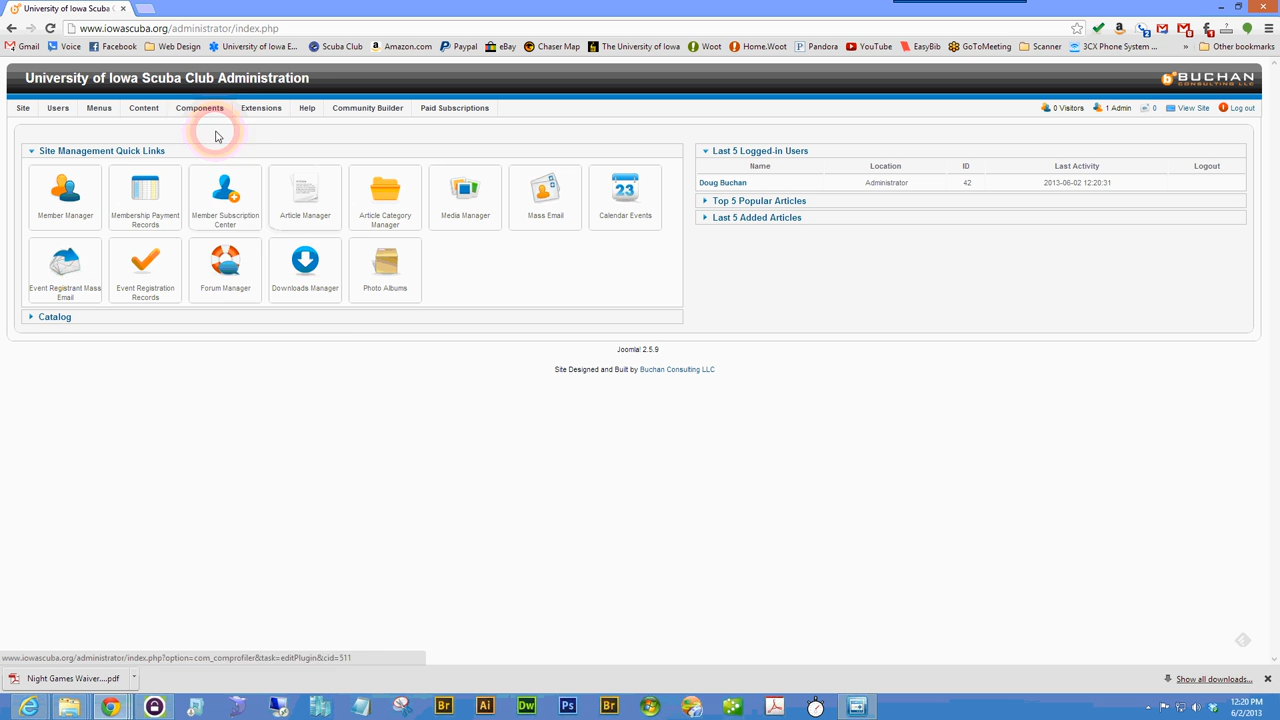 University of Iowa Scuba C
www.iowascuba.org/administrator/index.php
Gmail Voice Facebook Web Design University of Iowa E... Scuba Club Amazon.com Paypal eBay Chaser Map The University of Iowa Woot Home.Woot Pandora YouTube EasyBib GoToMeeting Scanner 3CX Phone System ... » Other bookmarks
University of Iowa Scuba Club Administration
BUCHAN
CONSULTING LLC
Site Users Menus Content Components Extensions Help Community Builder Paid Subscriptions 0 Visitors 1 Admin 0 View Site Log out
Site Management Quick Links
Member Manager
Membership Payment Records
Member Subscription Center
Article Manager
Article Category Manager
Media Manager
Mass Email
23
Calendar Events
Event Registrant Mass Email
Event Registration Records
Forum Manager
Downloads Manager
Photo Albums
Catalog
Last 5 Logged-in Users
Name Location ID Last Activity Logout
Doug Buchan Administrator 42 2013-06-02 12:20:31
Top 5 Popular Articles
Last 5 Added Articles
Joomla! 2.5.9
Site Designed and Built by Buchan Consulting LLC
www.iowascuba.org/administrator/index.php?option=com_comprofiler&task=editPlugin&cid=511
Night Games Waiver....pdf
Show all downloads...
Br Ai Dw Ps Br
12:20 PM
6/2/2013